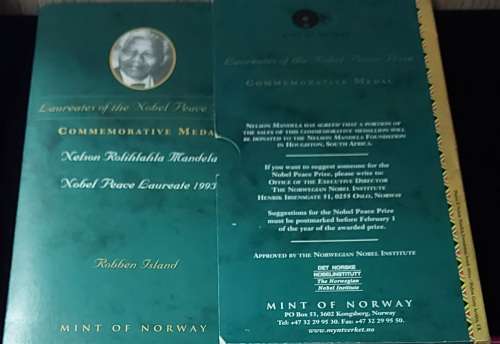 Laureates of the Nobel Peace
COMMEMORATIVE MEDA
Nelson Rolihlahla Mandela
Nobel Peace Laureate 1993
Robben Island
MINT OF NORWAY
MINT OF NORWAY
Laureates of the Nobel Peace Prize
COMMEMORATIVE MEDAL
NELSON MANDELA HAS AGREED THAT A PORTION
OF THE SALES OF THIS COMMEMORATIVE MEDALLION WILL
BE DONATED TO THE NELSON MANDELA FOUNDATION
IN HOUGHTON, SOUTH AFRICA.
If you want to suggest someone for the
Nobel Peace Prize, please write to:
OFFICE OF THE EXECUTIVE DIRECTOR
THE NORWEGIAN NOBEL INSTITUTE
HENRIK IBSENSGATE 51, 0255 OSLO, NORWAY
Suggestions for the Nobel Peace Prize
must be postmarked before February 1
of the year of the awarded prize.
APPROVED BY THE NORWEGIAN NOBEL INSTITUTE
DET NORSKE
NOBELINSTITUTT
The Norwegian
Nobel Institute
MINT OF NORWAY
PO Box 53, 3602 Kongsberg, Norway
Tel: +47 32 29 95 30. Fax: +47 32 29 95 50.
www.myntverket.no